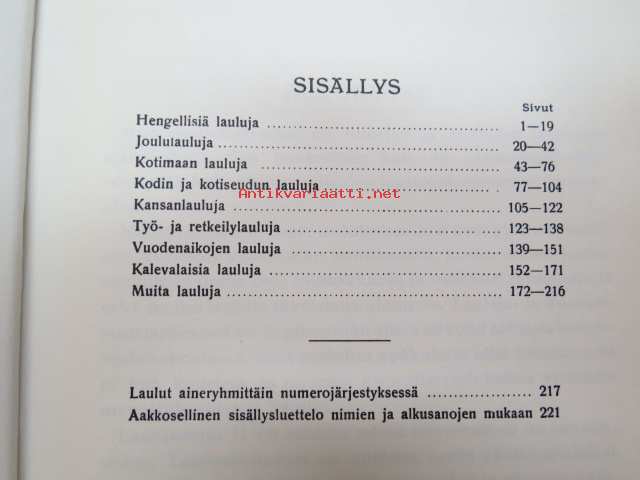 SISÄLLYS
Sivut
Hengellisiä lauluja ........ 1—19
Joululauluja ........ 20—42
Kotimaan lauluja ........ 43—76
Kodin ja kotiseudun lauluja ........ 77—104
Antikvariaatti.net
Kansanlauluja ........ 105—122
Työ- ja retkeilylauluja ........ 123—138
Vuodenaikojen lauluja ........ 139—151
Kalevalaisia lauluja ........ 152—171
Muita lauluja ........ 172—216
Laulut aineryhmittäin numerojärjestyksessä ........ 217
Aakkosellinen sisällysluettelo nimien ja alkusanojen mukaan 221